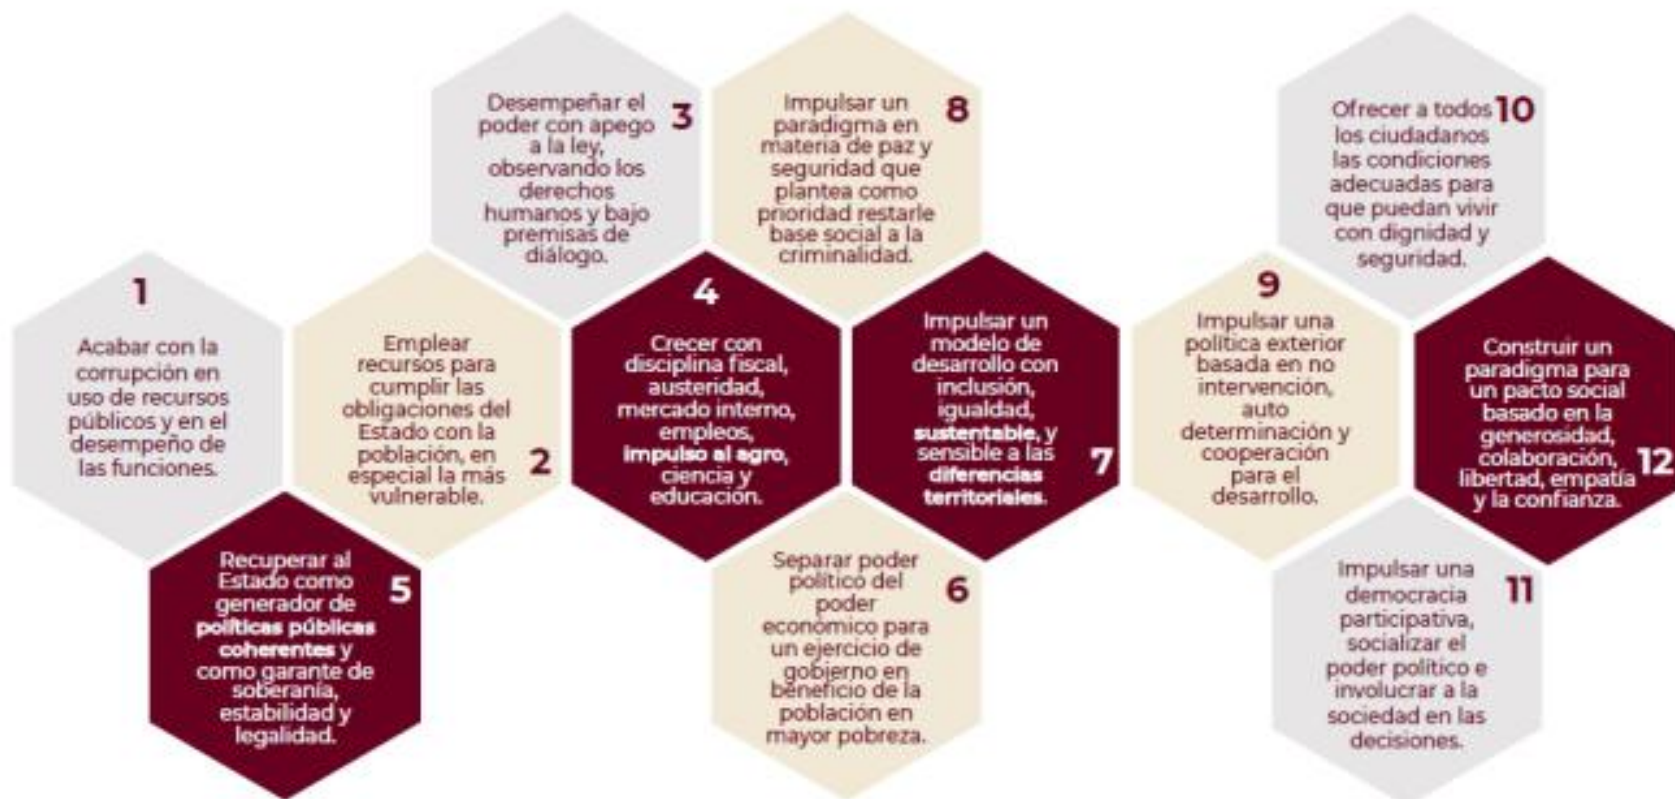 1
Acabar con la
corrupción en
uso de recursos
públicos y en el
desempeño de
las funciones.
2
Emplear
recursos para
cumplir las
obligaciones del
Estado con la
población, en
especial la más
vulnerable.
3
Desempeñar el
poder con apego
a la ley,
observando los
derechos
humanos y bajo
premisas de
diálogo.
4
Crecer con
disciplina fiscal,
austeridad,
mercado interno,
empleos,
impulso al agro,
ciencia y
educación.
5
Recuperar al
Estado como
generador de
políticas públicas
coherentes y
como garante de
soberanía,
estabilidad y
legalidad.
6
Separar poder
político del
poder
económico para
un ejercicio de
gobierno en
beneficio de la
población en
mayor pobreza.
7
Impulsar un
modelo de
desarrollo con
inclusión,
igualdad,
sustentable, y
sensible a las
diferencias
territoriales.
8
Impulsar un
paradigma en
materia de paz y
seguridad que
plantea como
prioridad restarle
base social a la
criminalidad.
9
Impulsar una
política exterior
basada en no
intervención,
auto
determinación y
cooperación
para el
desarrollo.
10
Ofrecer a todos
los ciudadanos
las condiciones
adecuadas para
que puedan vivir
con dignidad y
seguridad.
11
Impulsar una
democracia
participativa,
socializar el
poder político e
involucrar a la
sociedad en las
decisiones.
12
Construir un
paradigma para
un pacto social
basado en la
generosidad,
colaboración,
libertad, empatía
y la confianza.